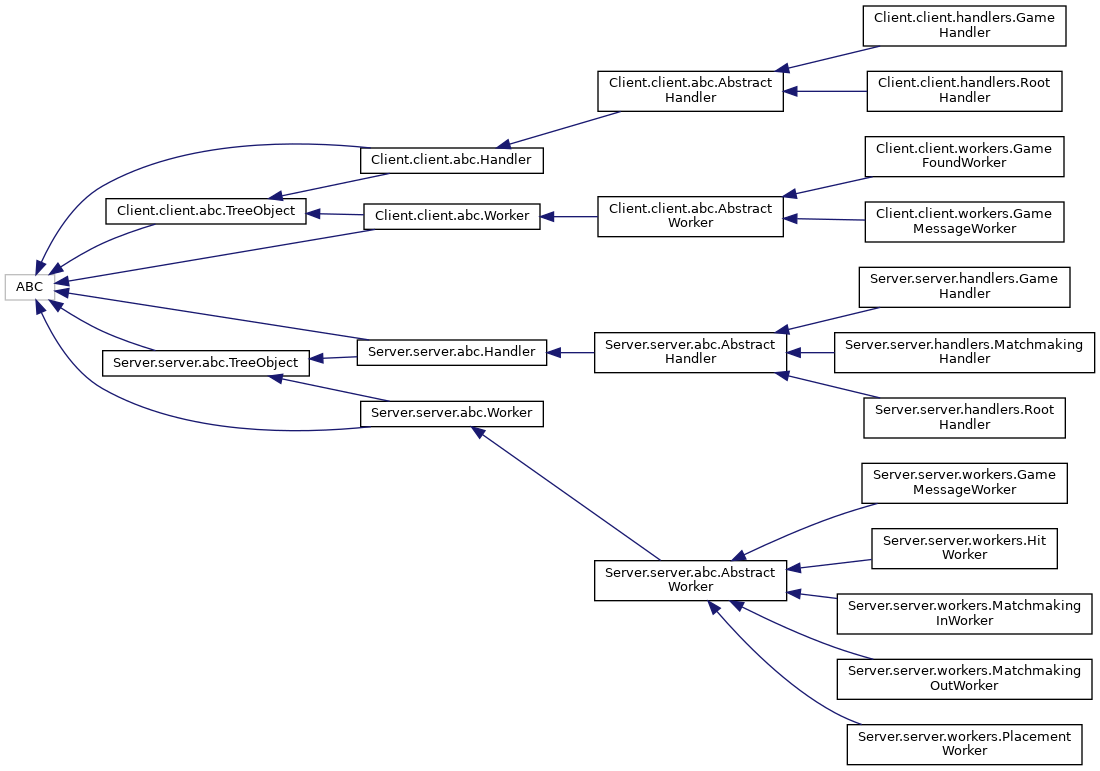 Client.client.handlers.Game
Handler
Client.client.abc.Abstract
Handler
Client.client.handlers.Root
Handler
Client.client.abc.Handler
Client.client.workers.Game
FoundWorker
Client.client.abc.TreeObject
Client.client.abc.Worker
Client.client.abc.Abstract
Worker
Client.client.workers.Game
MessageWorker
ABC
Server.server.handlers.Game
Handler
Server.server.abc.Handler
Server.server.abc.Abstract
Handler
Server.server.handlers.Matchmaking
Handler
Server.server.abc.TreeObject
Server.server.handlers.Root
Handler
Server.server.abc.Worker
Server.server.workers.Game
MessageWorker
Server.server.workers.Hit
Worker
Server.server.abc.Abstract
Worker
Server.server.workers.Matchmaking
InWorker
Server.server.workers.Matchmaking
OutWorker
Server.server.workers.Placement
Worker